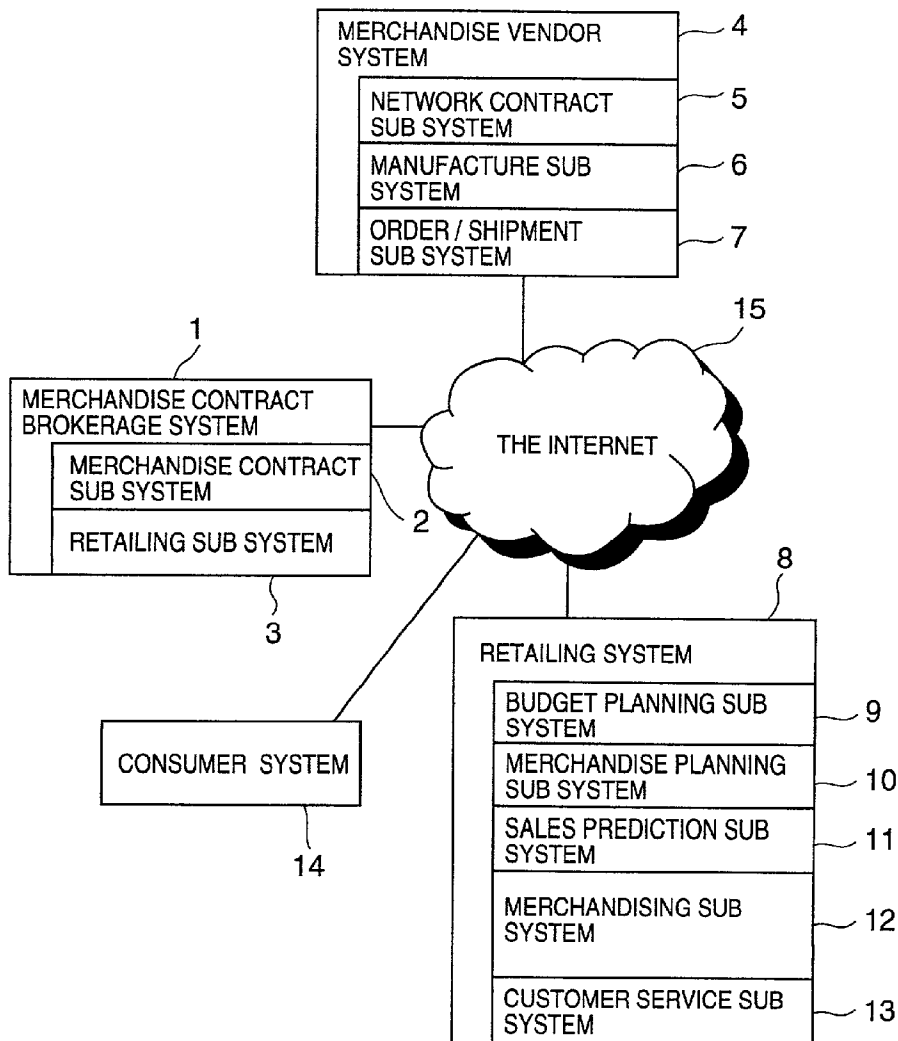 MERCHANDISE VENDOR
SYSTEM
4
NETWORK CONTRACT
SUB SYSTEM
5
MANUFACTURE SUB
SYSTEM
6
ORDER / SHIPMENT
SUB SYSTEM
7
15
THE INTERNET
1
MERCHANDISE CONTRACT
BROKERAGE SYSTEM
MERCHANDISE CONTRACT
SUB SYSTEM
2
RETAILING SUB SYSTEM
3
8
RETAILING SYSTEM
BUDGET PLANNING SUB
SYSTEM
9
MERCHANDISE PLANNING
SUB SYSTEM
10
SALES PREDICTION SUB
SYSTEM
11
MERCHANDISING SUB
SYSTEM
12
CUSTOMER SERVICE SUB
SYSTEM
13
CONSUMER SYSTEM
14